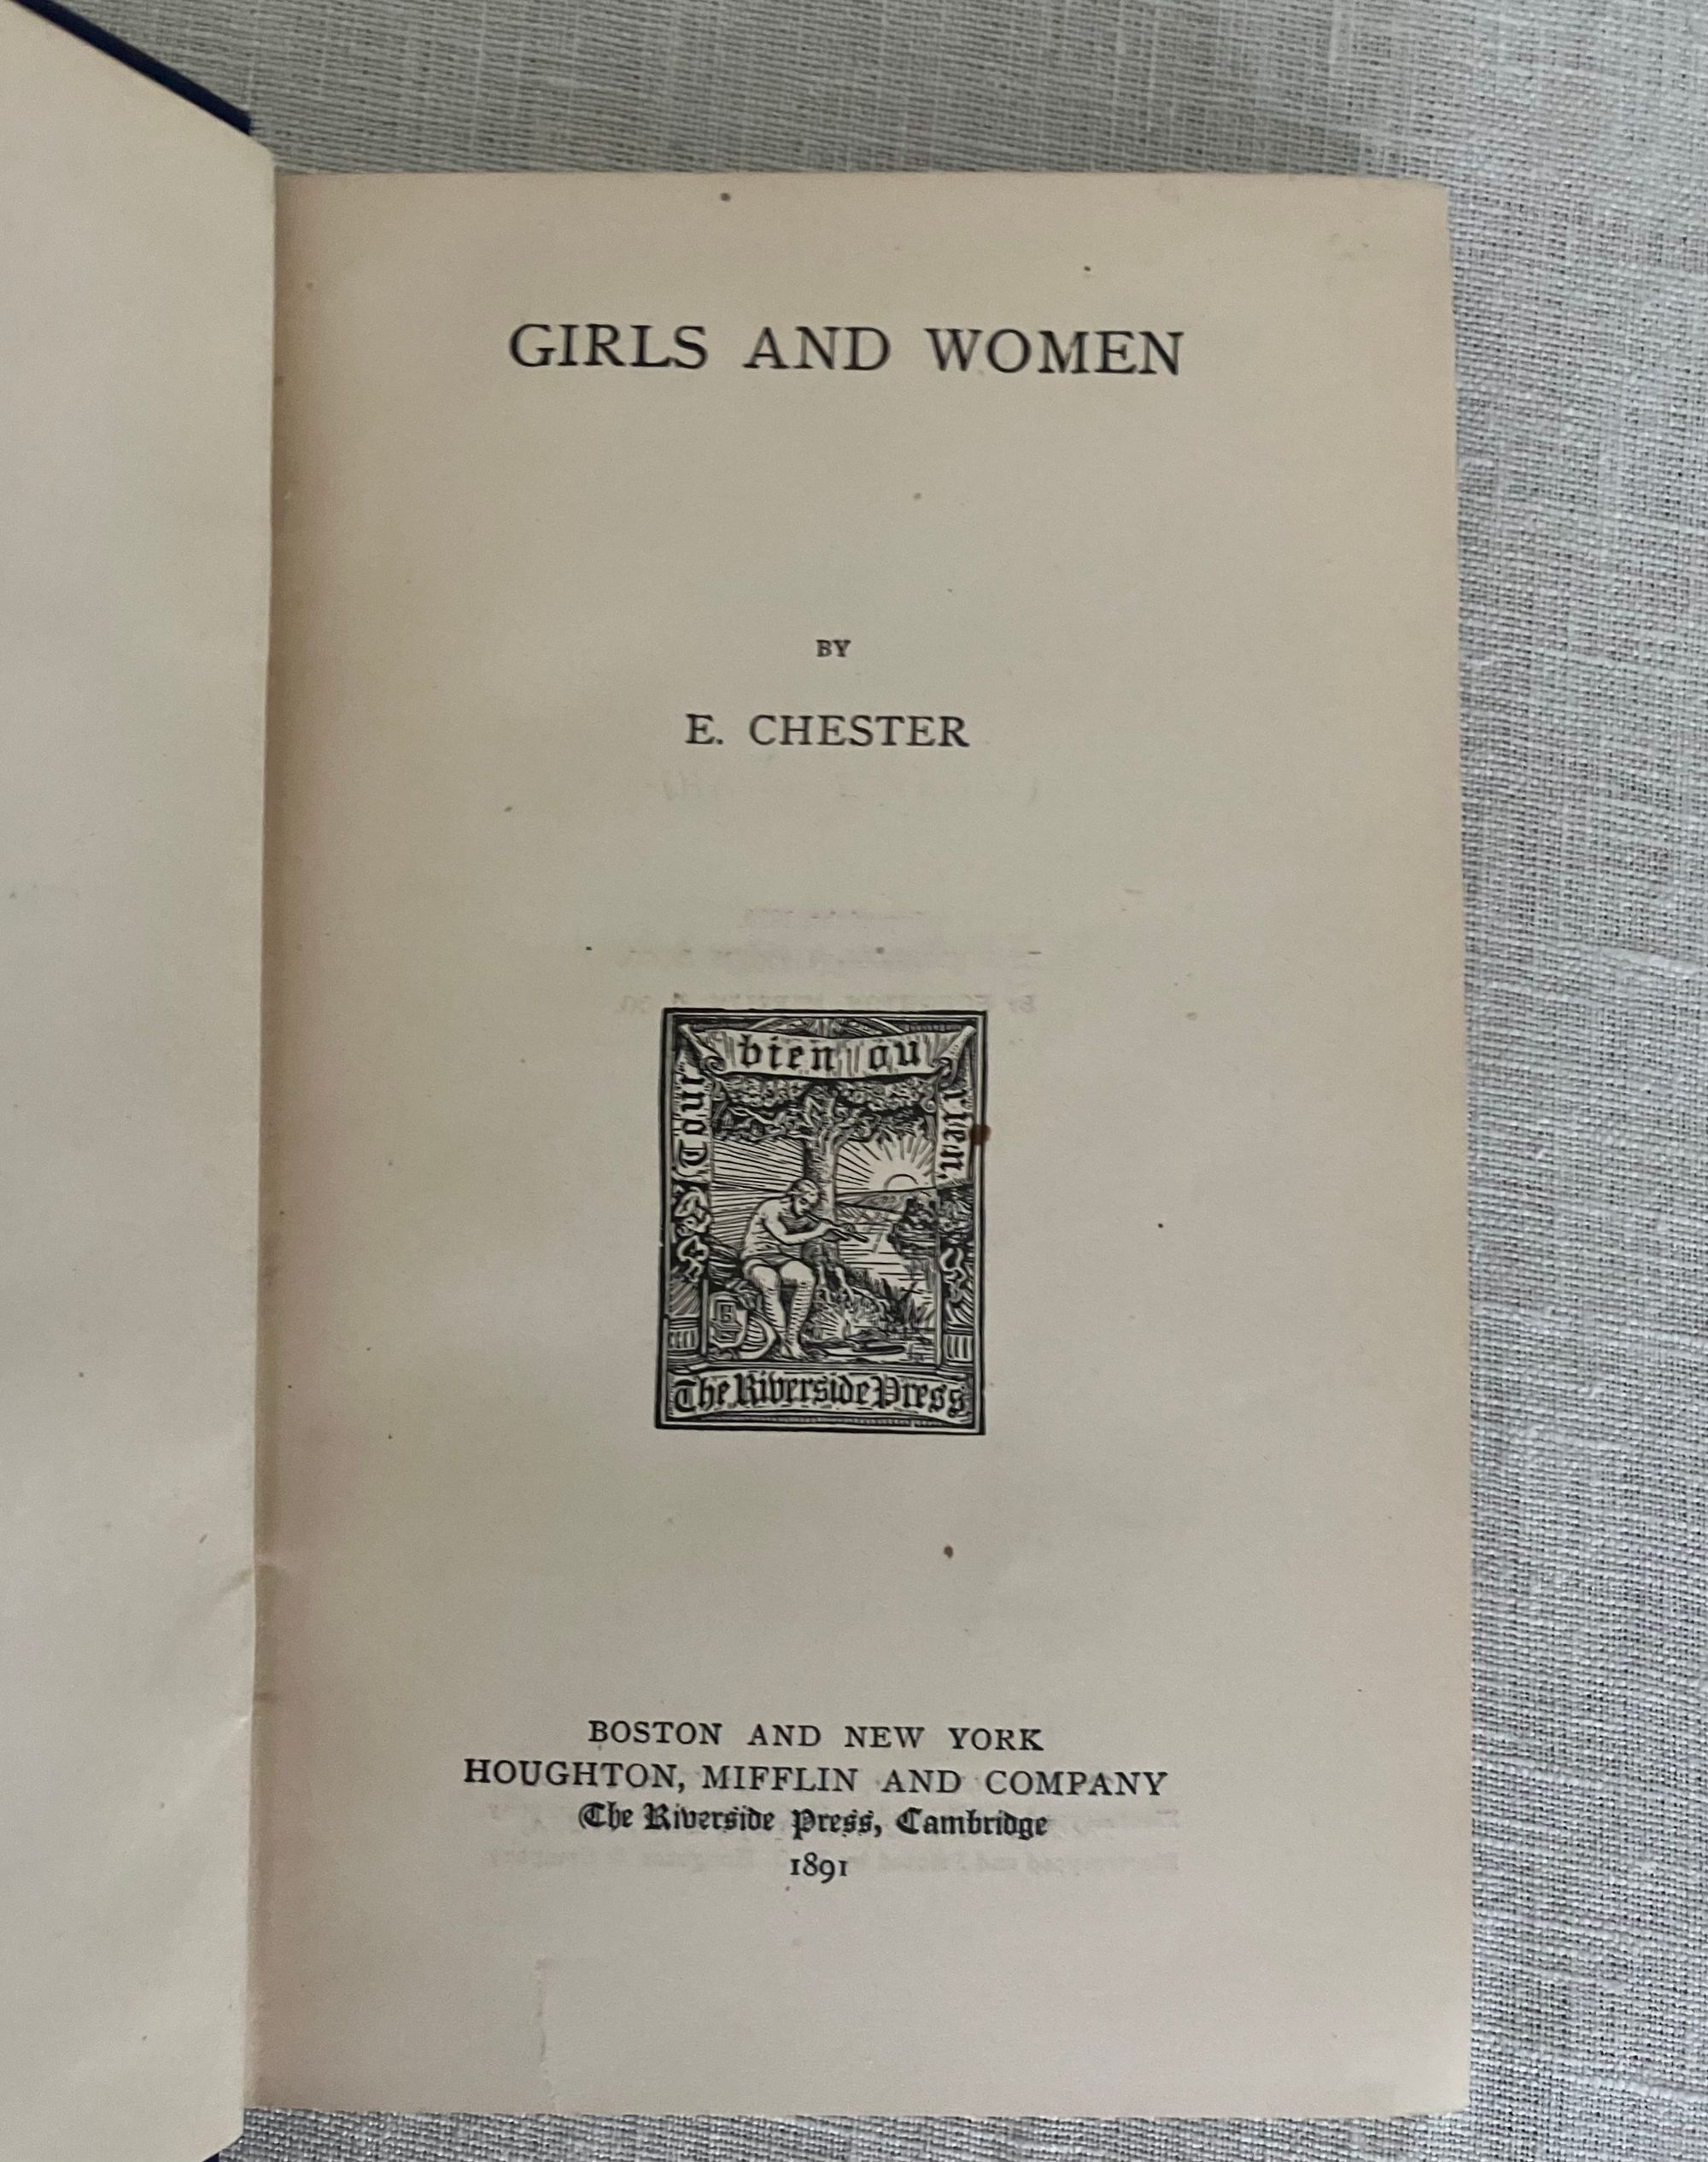 GIRLS AND WOMEN
BY
E. CHESTER
Tout
bien ou
rien
The Riverside Press
BOSTON AND NEW YORK
HOUGHTON, MIFFLIN AND COMPANY
The Riverside Press, Cambridge
1891